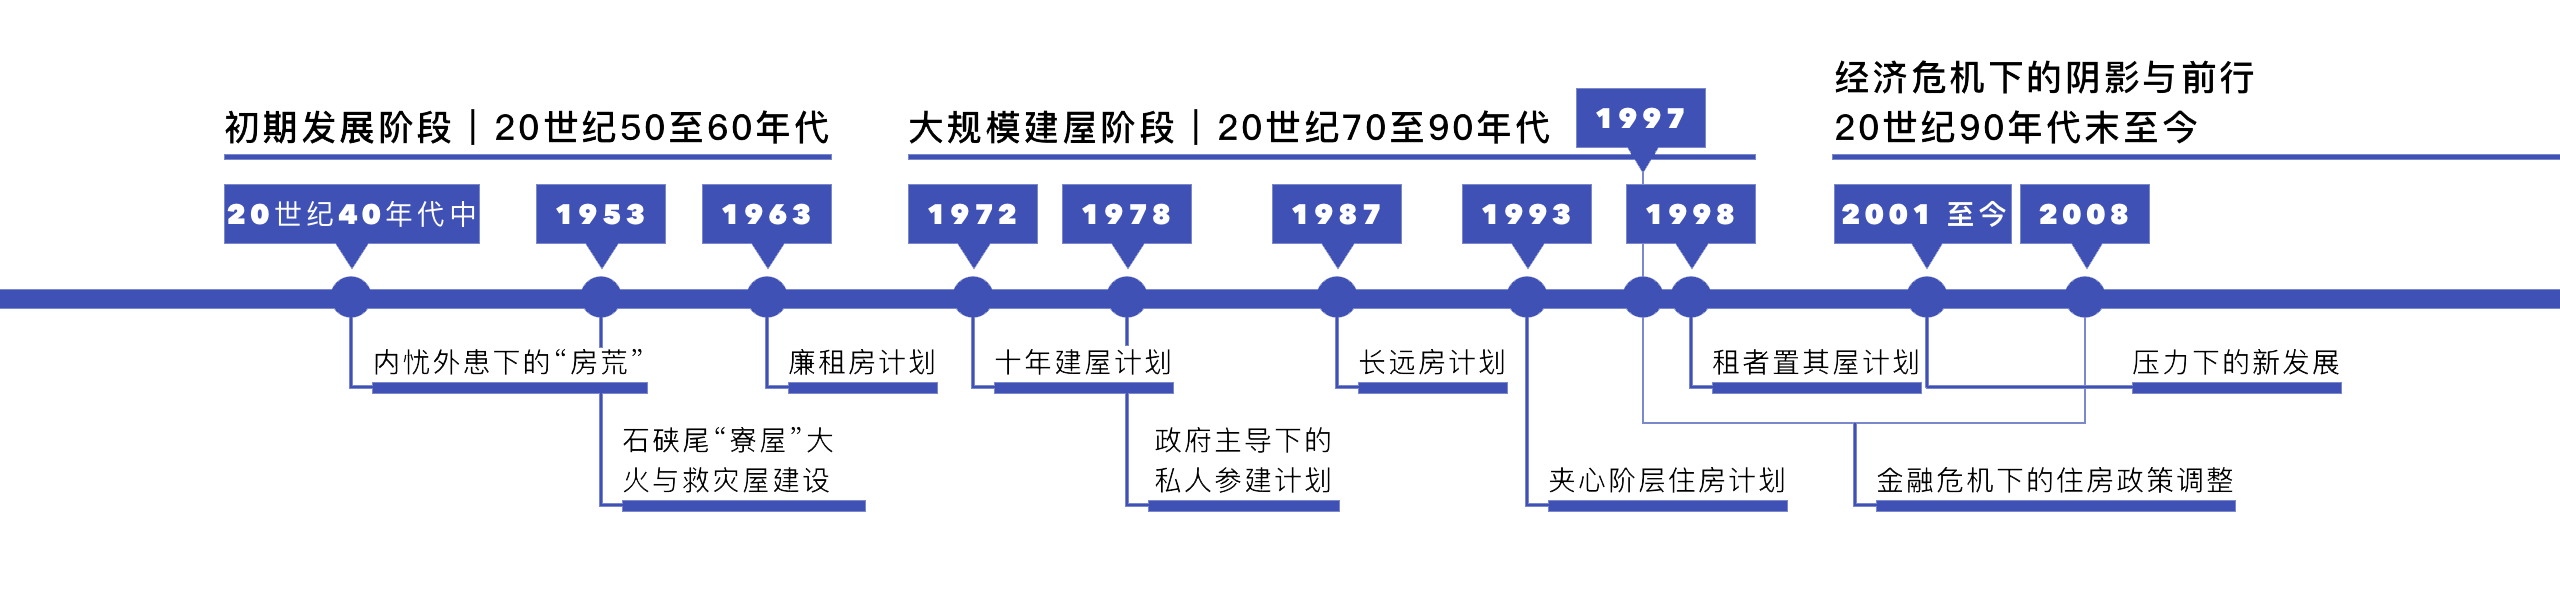 初期发展阶段｜20世纪50至60年代
大规模建屋阶段｜20世纪70至90年代
1997
经济危机下的阴影与前行
20世纪90年代末至今
20世纪40年代中
1953
1963
1972
1978
1987
1993
1998
2001 至今
2008
内忧外患下的“房荒”
廉租房计划
十年建屋计划
长远房计划
租者置其屋计划
压力下的新发展
石硖尾“寮屋”大
火与救灾屋建设
政府主导下的
私人参建计划
夹心阶层住房计划
金融危机下的住房政策调整